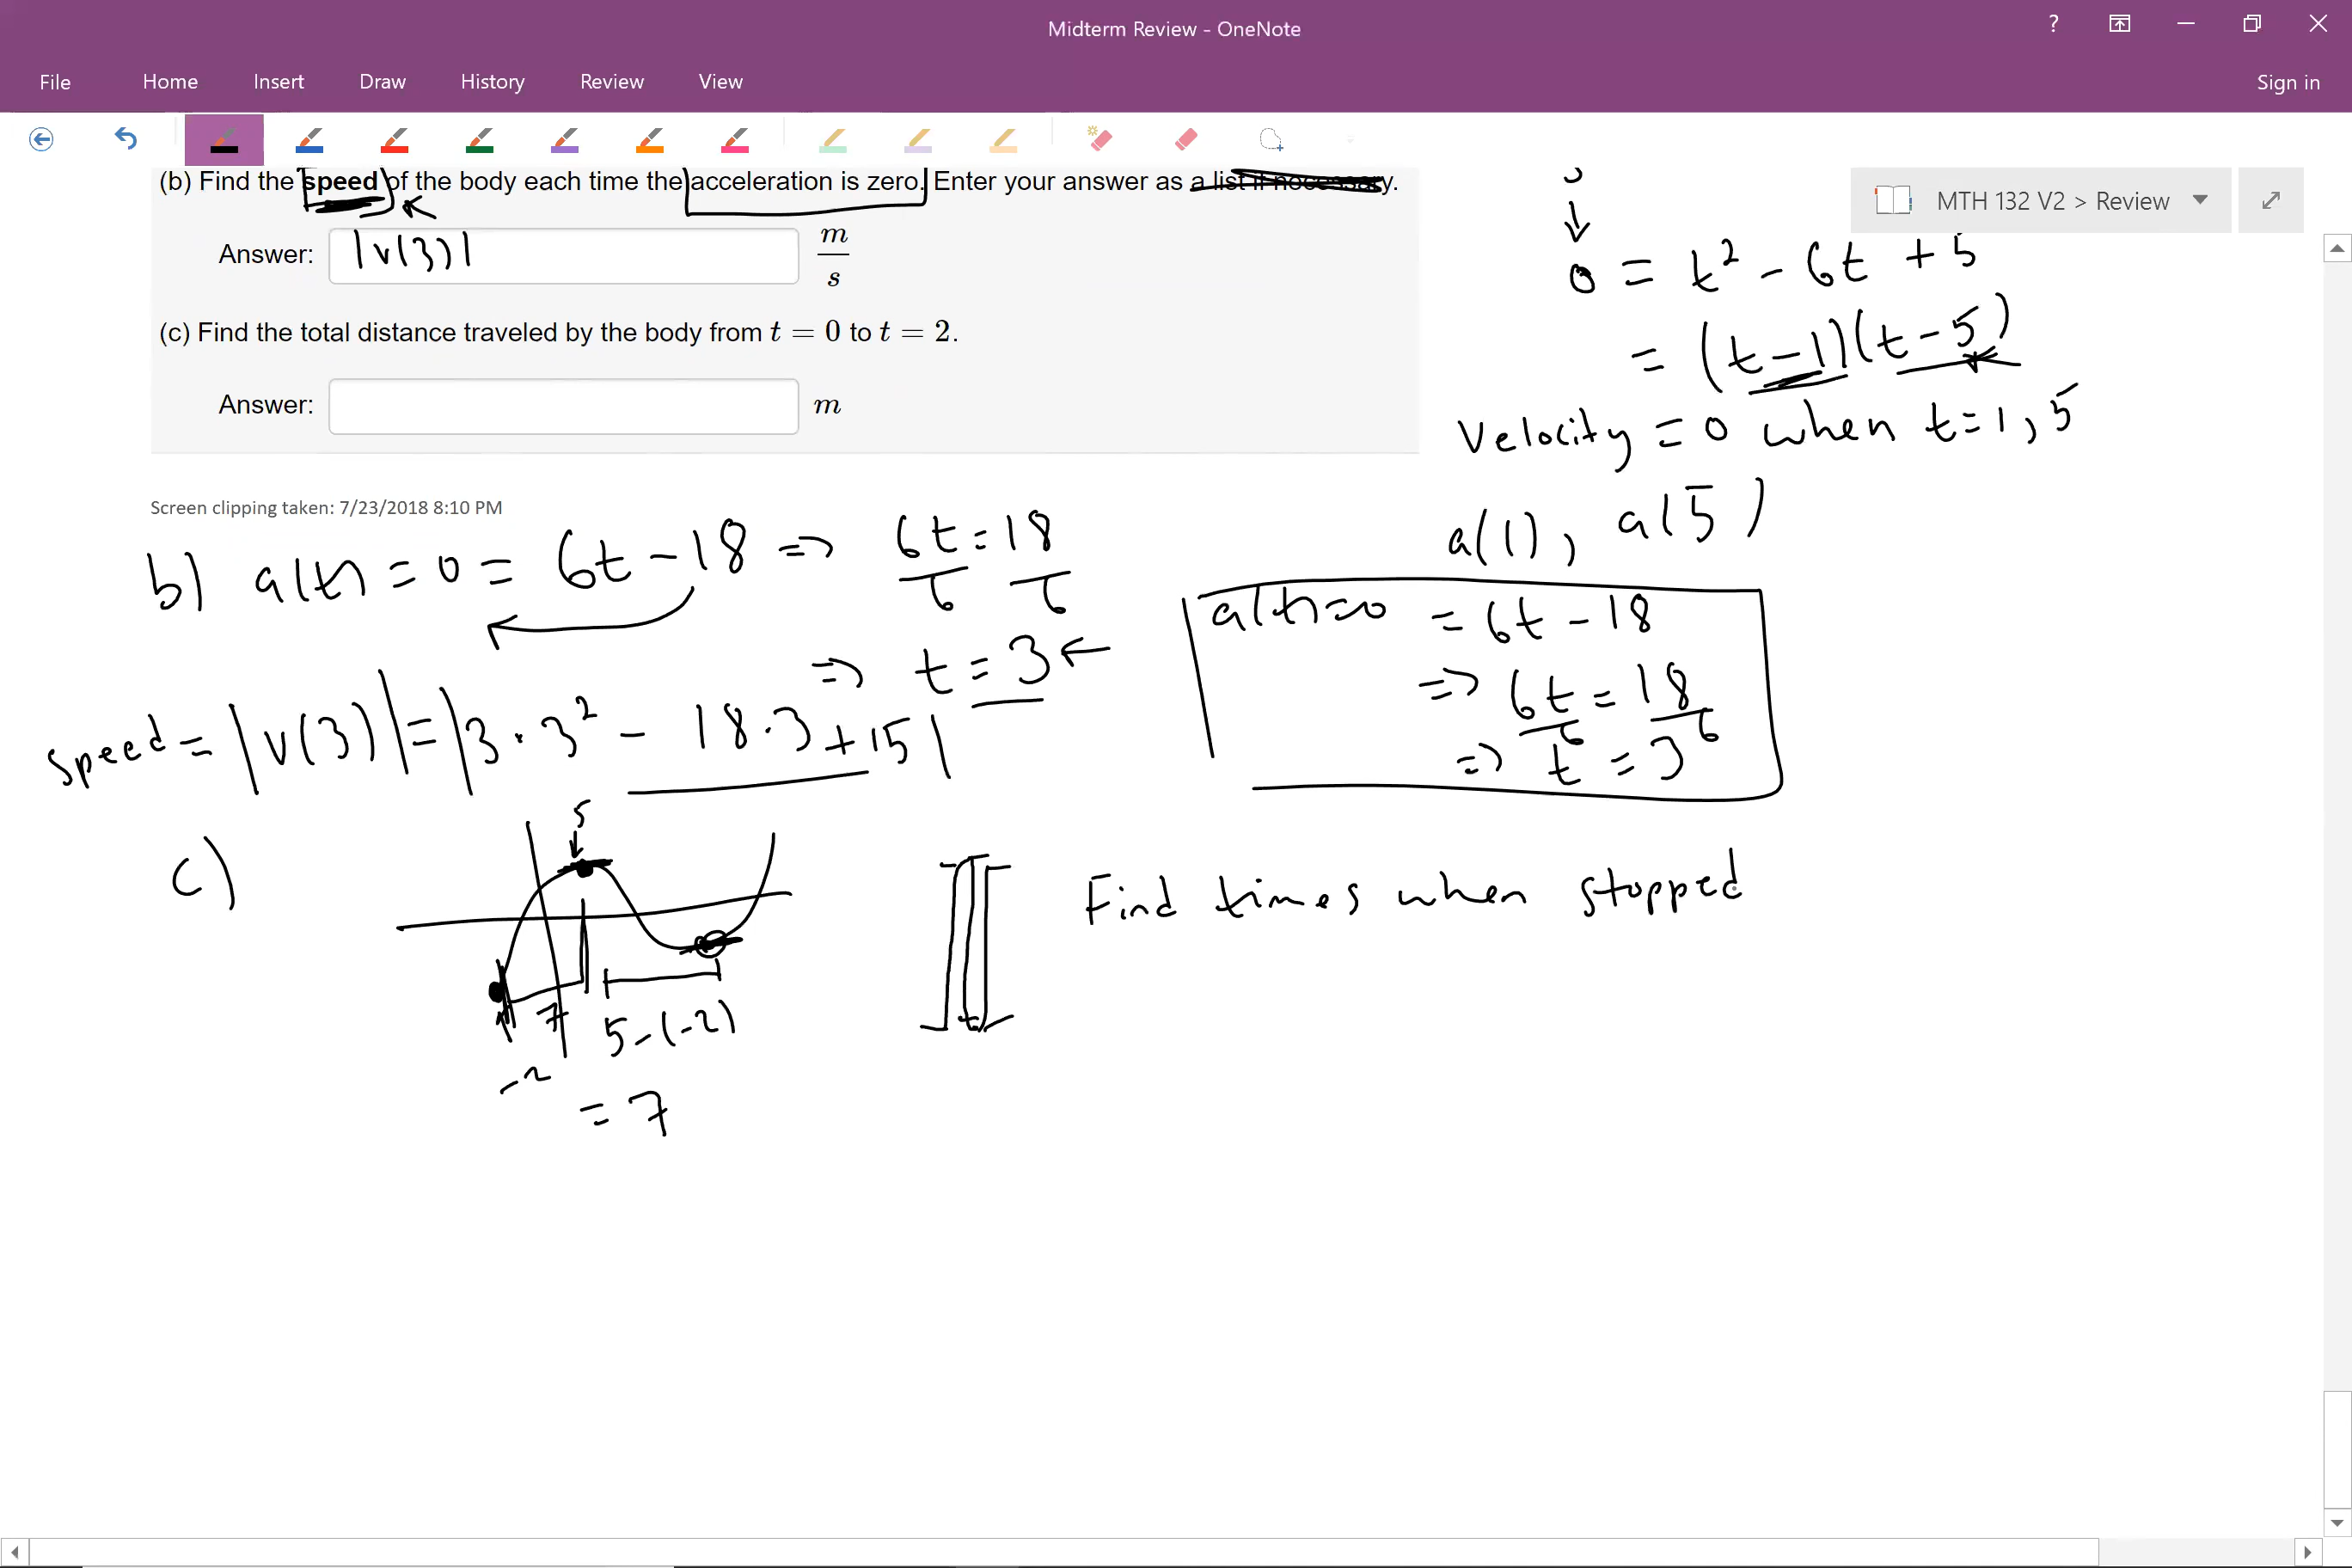 Midterm Review - OneNote
File Home Insert Draw History Review View Sign in
MTH 132 V2 > Review
(b) Find the speed of the body each time the acceleration is zero. Enter your answer as a list if necessary.
Answer: |v(3)| m/s
(c) Find the total distance traveled by the body from t = 0 to t = 2.
Answer: m
Screen clipping taken: 7/23/2018 8:10 PM
0 = t² - 6t + 5
= (t-1)(t-5)
Velocity = 0 when t=1, 5
a(1), a(5)
a(t)=0 = 6t - 18
=> 6t/6 = 18/6
=> t = 3
b) a(t) = 0 = 6t - 18 => 6t/6 = 18/6
=> t = 3
speed = |v(3)| = |3·3² - 18·3 + 15|
c)
5
7
5-(-2)
-2
= 7
Find times when stopped